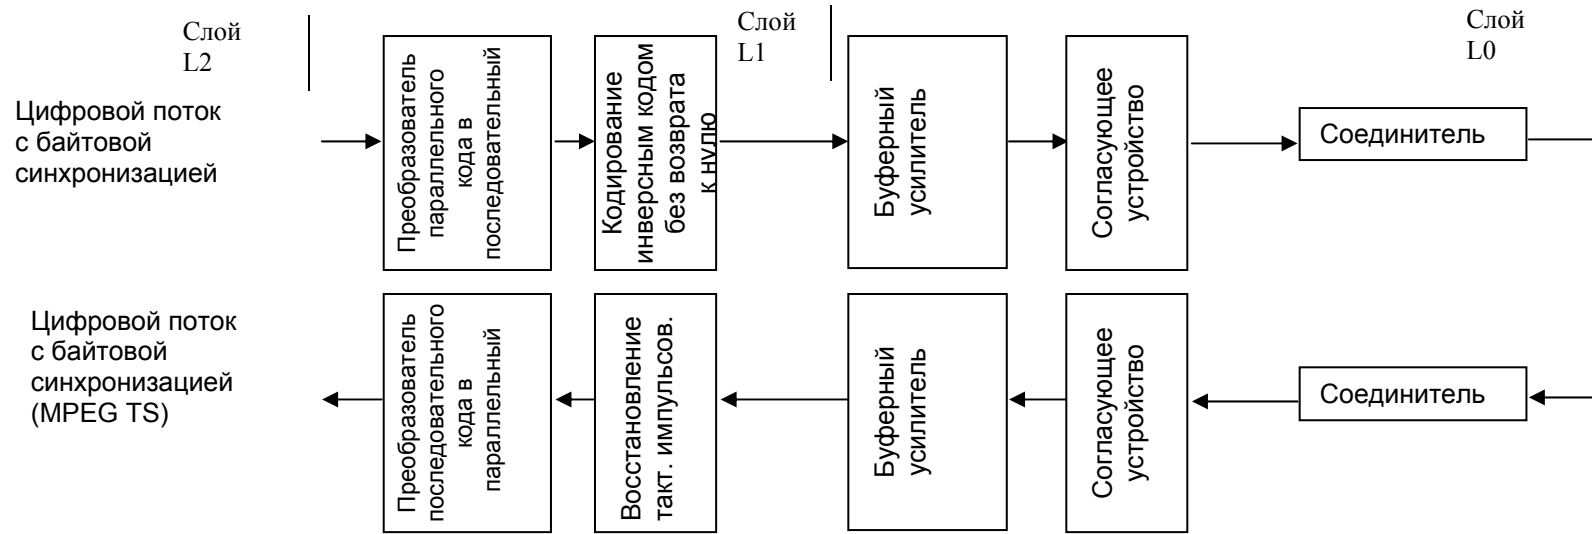 Слой
L2
Слой
L1
Слой
L0
Цифровой поток
с байтовой
синхронизацией
Преобразователь
параллельного
кода в
последовательный
Кодирование
инверсным кодом
без возврата
к нулю
Буферный
усилитель
Согласующее
устройство
Соединитель
Цифровой поток
с байтовой
синхронизацией
(MPEG TS)
Преобразователь
последовательного
кода в
параллельный
Восстановление
такт. импульсов.
Буферный
усилитель
Согласующее
устройство
Соединитель